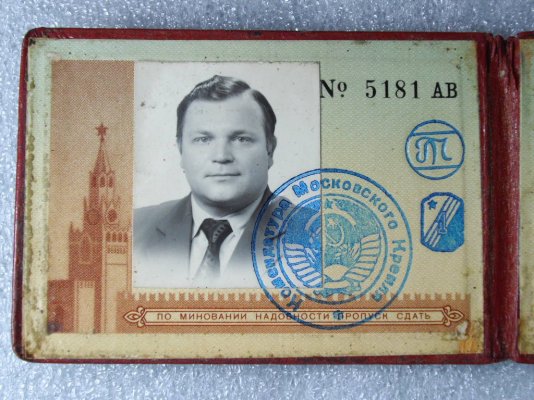 № 5181 АВ
Т
Комендатура Московского Кремля
ПО МИНОВАНИИ НАДОБНОСТИ ПРОПУСК СДАТЬ